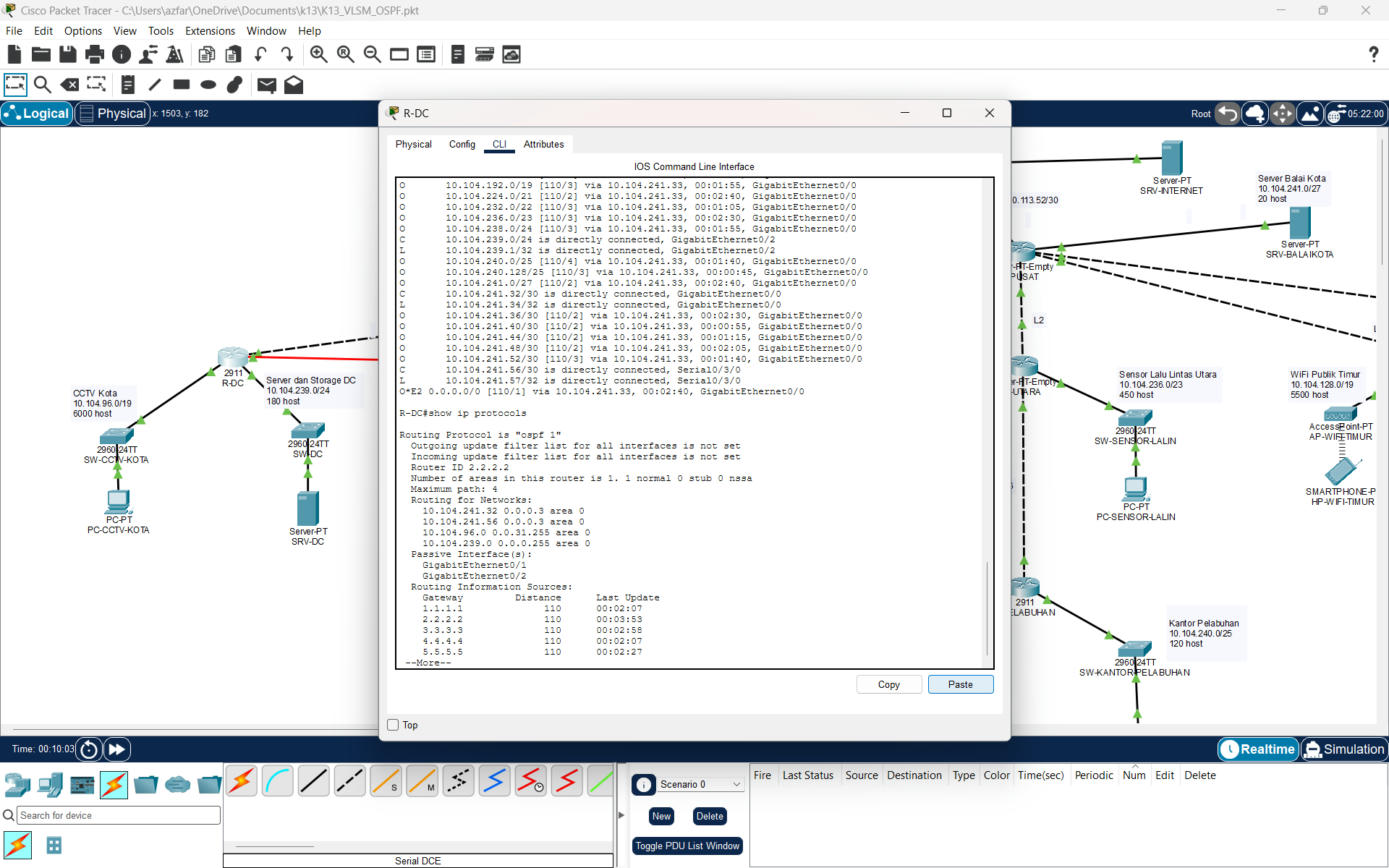 Cisco Packet Tracer - C:\Users\azfar\OneDrive\Documents\k13\K13_VLSM_OSPF.pkt
File Edit Options View Tools Extensions Window Help
Logical Physical x: 1503, y: 182
Root 05:22:00
R-DC
Physical Config CLI Attributes
IOS Command Line Interface
O 10.104.192.0/19 [110/3] via 10.104.241.33, 00:01:55, GigabitEthernet0/0
O 10.104.224.0/21 [110/2] via 10.104.241.33, 00:02:40, GigabitEthernet0/0
O 10.104.232.0/22 [110/3] via 10.104.241.33, 00:01:05, GigabitEthernet0/0
O 10.104.236.0/23 [110/3] via 10.104.241.33, 00:02:30, GigabitEthernet0/0
O 10.104.238.0/24 [110/3] via 10.104.241.33, 00:01:55, GigabitEthernet0/0
C 10.104.239.0/24 is directly connected, GigabitEthernet0/2
L 10.104.239.1/32 is directly connected, GigabitEthernet0/2
O 10.104.240.0/25 [110/4] via 10.104.241.33, 00:01:40, GigabitEthernet0/0
O 10.104.240.128/25 [110/3] via 10.104.241.33, 00:00:45, GigabitEthernet0/0
O 10.104.241.0/27 [110/2] via 10.104.241.33, 00:02:40, GigabitEthernet0/0
C 10.104.241.32/30 is directly connected, GigabitEthernet0/0
L 10.104.241.34/32 is directly connected, GigabitEthernet0/0
O 10.104.241.36/30 [110/2] via 10.104.241.33, 00:02:30, GigabitEthernet0/0
O 10.104.241.40/30 [110/2] via 10.104.241.33, 00:00:55, GigabitEthernet0/0
O 10.104.241.44/30 [110/2] via 10.104.241.33, 00:01:15, GigabitEthernet0/0
O 10.104.241.48/30 [110/2] via 10.104.241.33, 00:02:05, GigabitEthernet0/0
O 10.104.241.52/30 [110/3] via 10.104.241.33, 00:01:40, GigabitEthernet0/0
C 10.104.241.56/30 is directly connected, Serial0/3/0
L 10.104.241.57/32 is directly connected, Serial0/3/0
O*E2 0.0.0.0/0 [110/1] via 10.104.241.33, 00:02:40, GigabitEthernet0/0
R-DC#show ip protocols
Routing Protocol is "ospf 1"
Outgoing update filter list for all interfaces is not set
Incoming update filter list for all interfaces is not set
Router ID 2.2.2.2
Number of areas in this router is 1. 1 normal 0 stub 0 nssa
Maximum path: 4
Routing for Networks:
10.104.241.32 0.0.0.3 area 0
10.104.241.56 0.0.0.3 area 0
10.104.96.0 0.0.31.255 area 0
10.104.239.0 0.0.0.255 area 0
Passive Interface(s):
GigabitEthernet0/1
GigabitEthernet0/2
Routing Information Sources:
Gateway Distance Last Update
1.1.1.1 110 00:02:07
2.2.2.2 110 00:03:53
3.3.3.3 110 00:02:58
4.4.4.4 110 00:02:07
5.5.5.5 110 00:02:27
--More--
Copy Paste
Top
2911
R-DC
CCTV Kota
10.104.96.0/19
6000 host
Server dan Storage DC
10.104.239.0/24
180 host
2960-24TT
SW-CCTV-KOTA
2960-24TT
SW-DC
PC-PT
PC-CCTV-KOTA
Server-PT
SRV-DC
Server-PT
SRV-INTERNET
Server Balai Kota
10.104.241.0/27
20 host
0.113.52/30
Server-PT
SRV-BALAIKOTA
-PT-Empty
PUSAT
L2
r-PT-Empty
-UTARA
Sensor Lalu Lintas Utara
10.104.236.0/23
450 host
WiFi Publik Timur
10.104.128.0/19
5500 host
2960-24TT
SW-SENSOR-LALIN
AccessPoint-PT
AP-WIFI-TIMUR
PC-PT
PC-SENSOR-LALIN
SMARTPHONE-P
HP-WIFI-TIMUR
2911
ELABUHAN
Kantor Pelabuhan
10.104.240.0/25
120 host
2960-24TT
SW-KANTOR-PELABUHAN
Time: 00:10:03
Realtime Simulation
S M
Search for device
Serial DCE
Scenario 0
New Delete
Toggle PDU List Window
Fire Last Status Source Destination Type Color Time(sec) Periodic Num Edit Delete